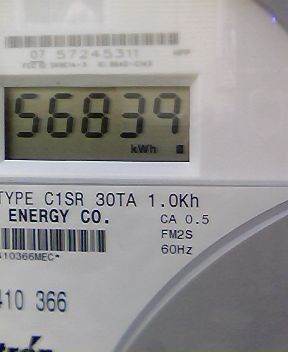 07 57245311
56839
kWh
TYPE C1SR 30TA 1.0Kh
ENERGY CO. CA 0.5
FM2S
410366MEC* 60Hz
410 366